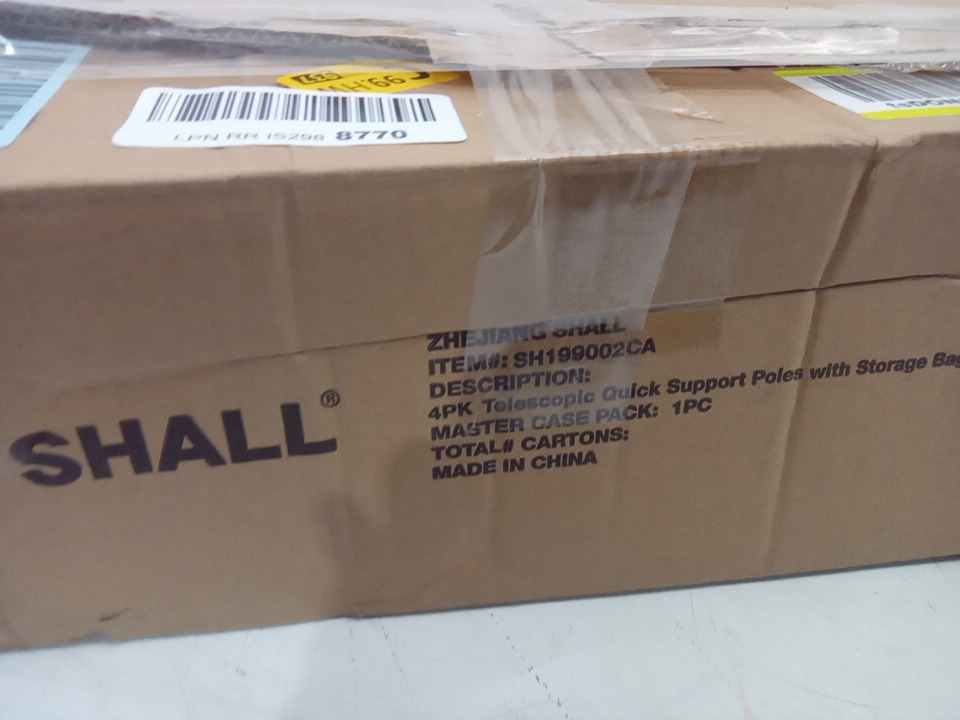 LPN RR IS296 8770
SHALL®
ZHEJIANG SHALL
ITEM#: SH199002CA
DESCRIPTION:
4PK Telescopic Quick Support Poles with Storage
MASTER CASE PACK: 1PC
TOTAL# CARTONS:
MADE IN CHINA